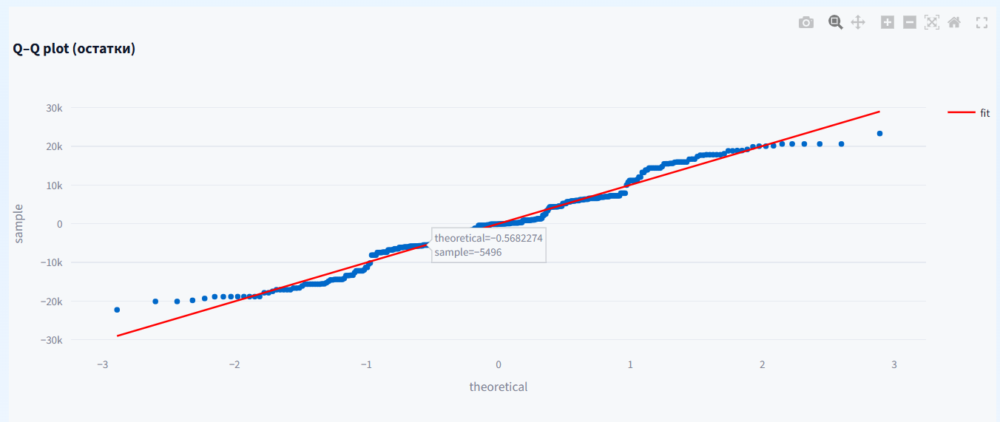 Q–Q plot (остатки)
30k
20k
10k
0
−10k
−20k
−30k
−3
−2
−1
0
1
2
3
sample
theoretical
fit
theoretical=−0.5682274
sample=−5496